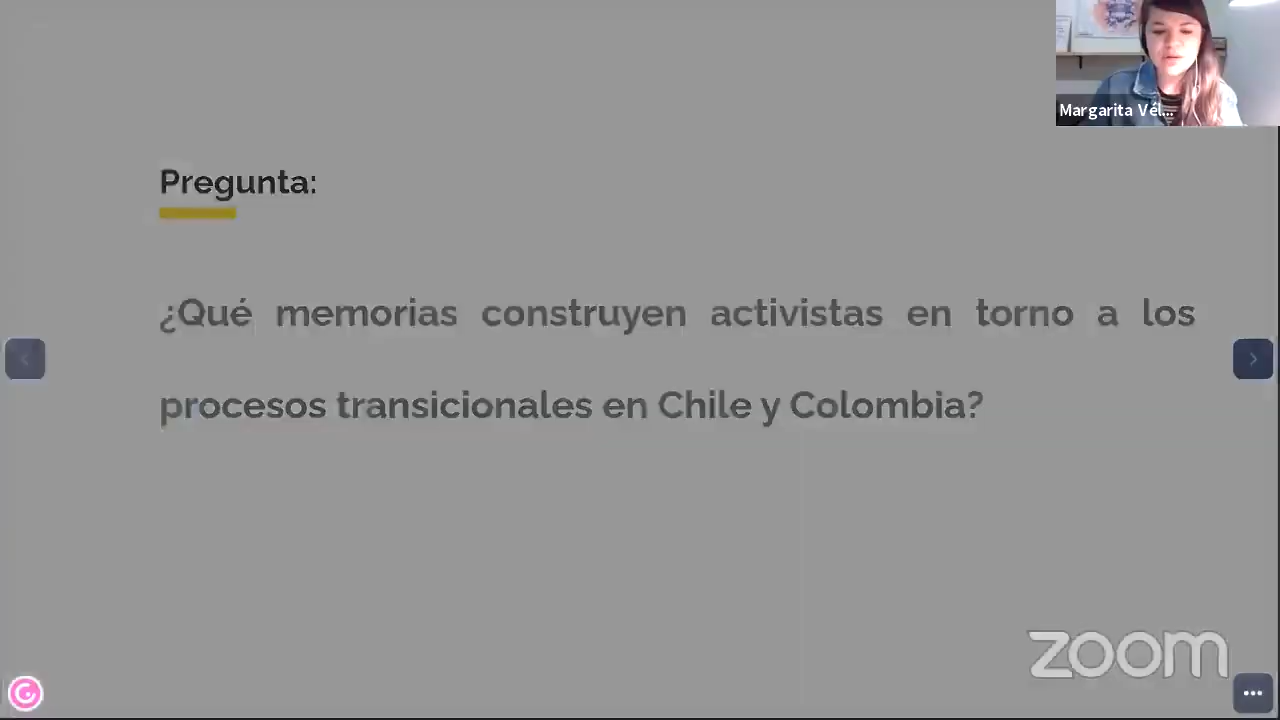 Margarita Vél...
Pregunta:
¿Qué memorias construyen activistas en torno a los
procesos transicionales en Chile y Colombia?
zoom